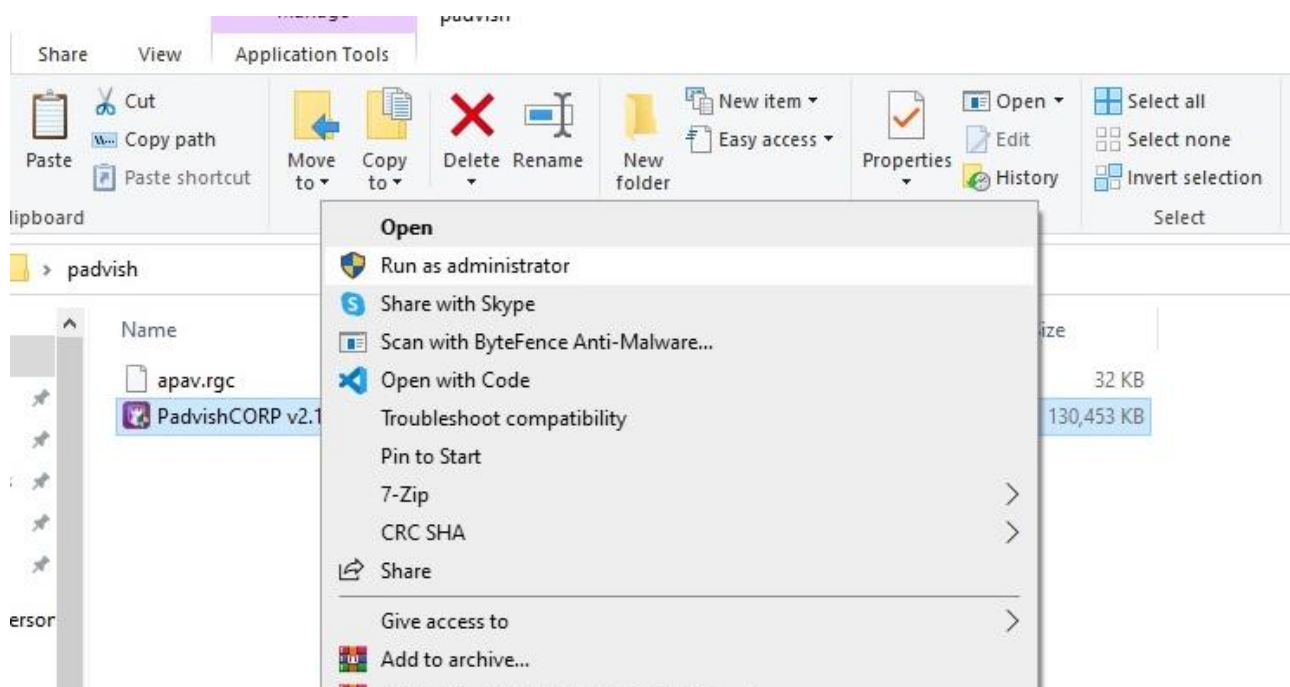 Manage padvish
Share View Application Tools
Cut
Copy path
Paste shortcut
Paste
Move to
Copy to
Delete
Rename
New folder
New item
Easy access
Properties
Open
Edit
History
Select all
Select none
Invert selection
lipboard
Select
padvish
Name
ize
apav.rgc 32 KB
PadvishCORP v2.1 130,453 KB
Open
Run as administrator
Share with Skype
Scan with ByteFence Anti-Malware...
Open with Code
Troubleshoot compatibility
Pin to Start
7-Zip
CRC SHA
Share
Give access to
Add to archive...
erson